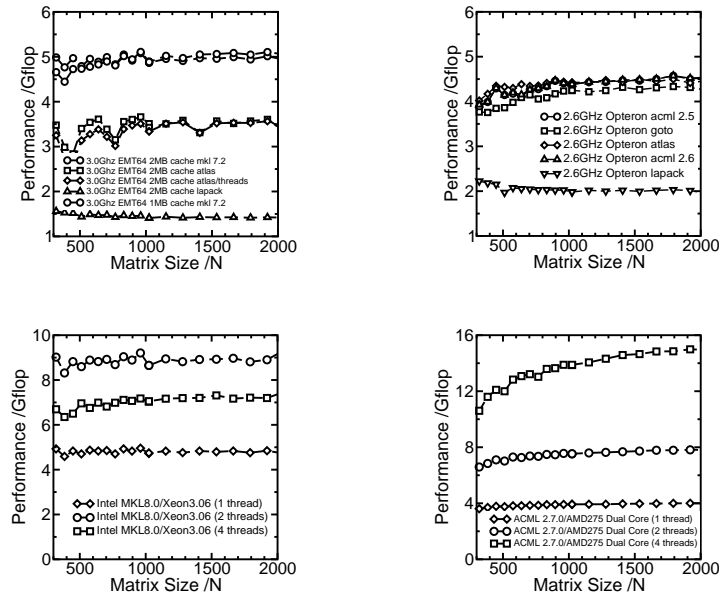 6
5
4
3
2
1
Performance /Gflop
3.0Ghz EMT64 2MB cache mkl 7.2
3.0Ghz EMT64 2MB cache atlas
3.0Ghz EMT64 2MB cache atlas/threads
3.0Ghz EMT64 2MB cache lapack
3.0Ghz EMT64 1MB cache mkl 7.2
500 1000 1500 2000
Matrix Size /N
6
5
4
3
2
1
Performance /Gflop
2.6GHz Opteron acml 2.5
2.6GHz Opteron goto
2.6GHz Opteron atlas
2.6GHz Opteron acml 2.6
2.6GHz Opteron lapack
500 1000 1500 2000
Matrix Size /N
10
8
6
4
2
0
Performance /Gflop
Intel MKL8.0/Xeon3.06 (1 thread)
Intel MKL8.0/Xeon3.06 (2 threads)
Intel MKL8.0/Xeon3.06 (4 threads)
500 1000 1500 2000
Matrix Size /N
16
12
8
4
0
Performance /Gflop
ACML 2.7.0/AMD275 Dual Core (1 thread)
ACML 2.7.0/AMD275 Dual Core (2 threads)
ACML 2.7.0/AMD275 Dual Core (4 threads)
500 1000 1500 2000
Matrix Size /N